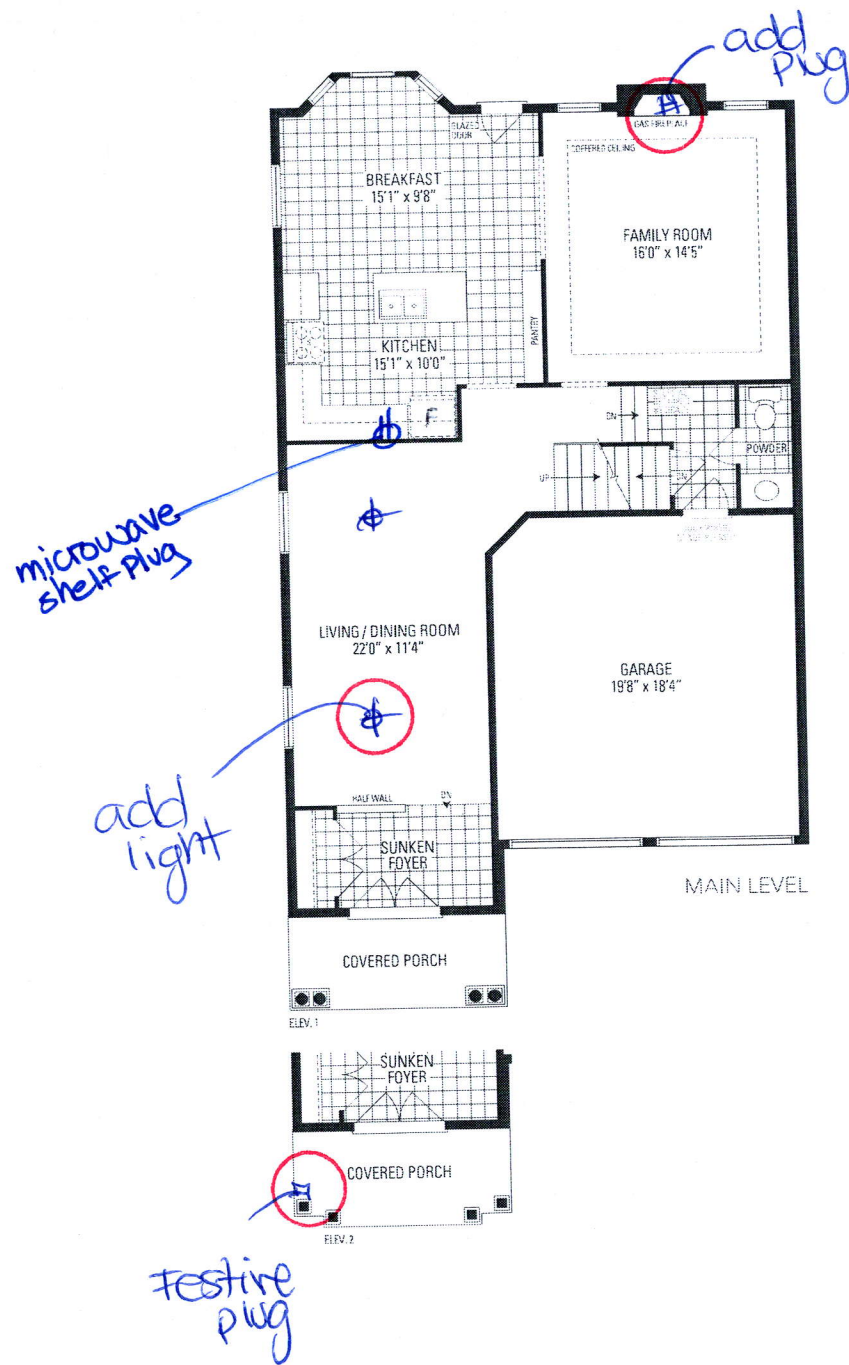 add
plug
GAS FIREPLACE
GLAZED
DOOR
COFFERED CEILING
BREAKFAST
15'1" x 9'8"
FAMILY ROOM
16'0" x 14'5"
KITCHEN
15'1" x 10'0"
PANTRY
F
DN
POWDER
UP
DN
microwave
shelf plug
LIVING / DINING ROOM
22'0" x 11'4"
GARAGE
19'8" x 18'4"
add
light
HALF WALL
DN
SUNKEN
FOYER
MAIN LEVEL
COVERED PORCH
ELEV. 1
SUNKEN
FOYER
COVERED PORCH
ELEV. 2
Festive
plug